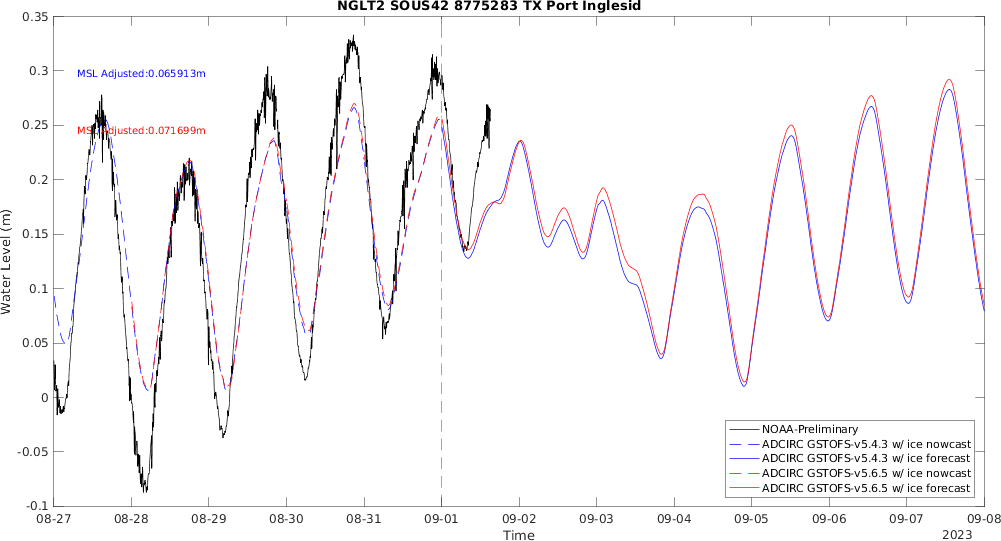 NGLT2 SOUS42 8775283 TX Port Inglesid
0.35
0.3
0.25
0.2
0.15
0.1
0.05
0
-0.05
-0.1
Water Level (m)
MSL Adjusted:0.065913m
MSL Adjusted:0.071699m
NOAA-Preliminary
ADCIRC GSTOFS-v5.4.3 w/ ice nowcast
ADCIRC GSTOFS-v5.4.3 w/ ice forecast
ADCIRC GSTOFS-v5.6.5 w/ ice nowcast
ADCIRC GSTOFS-v5.6.5 w/ ice forecast
08-27 08-28 08-29 08-30 08-31 09-01 09-02 09-03 09-04 09-05 09-06 09-07 09-08
Time
2023